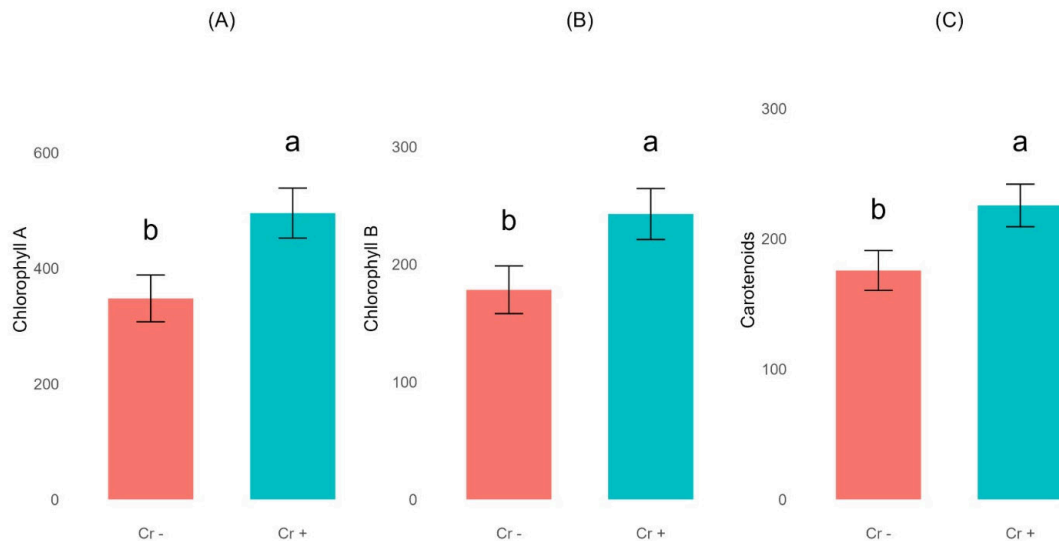 (A)
Chlorophyll A
600
400
200
0
b
a
Cr -
Cr +
(B)
Chlorophyll B
300
200
100
0
b
a
Cr -
Cr +
(C)
Carotenoids
300
200
100
0
b
a
Cr -
Cr +